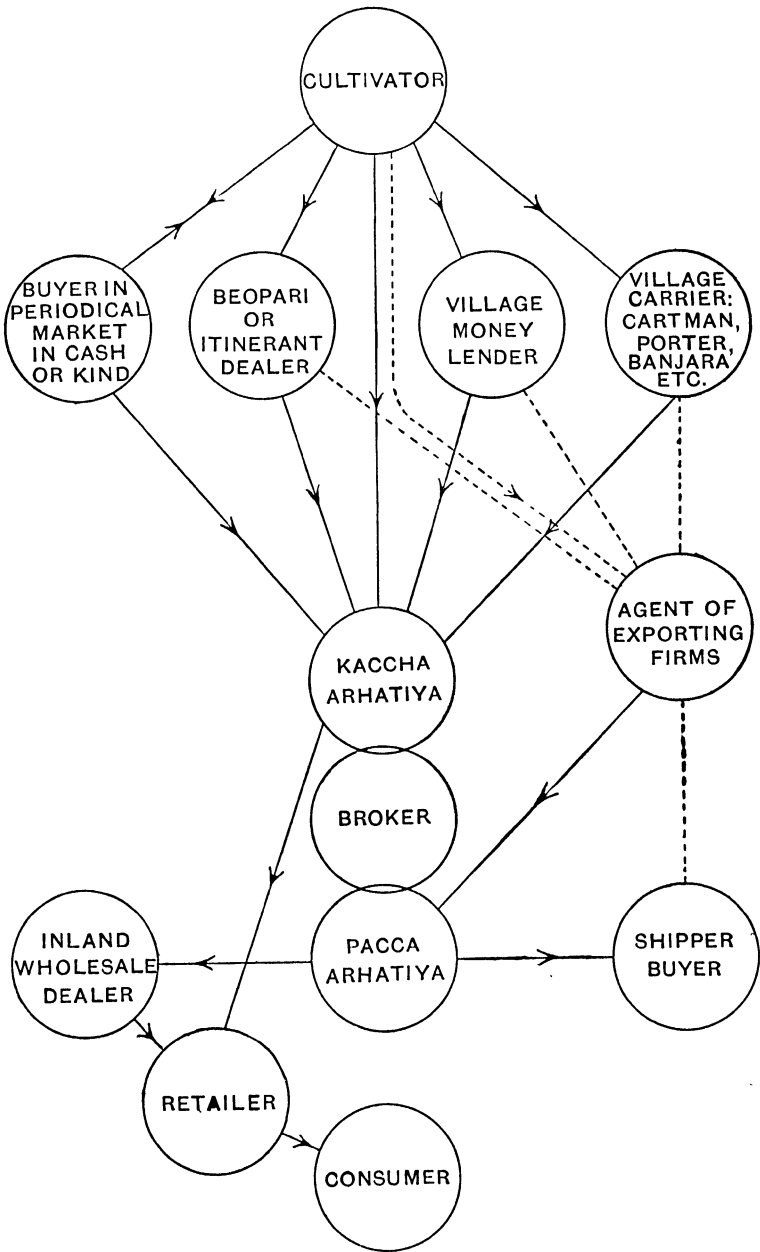 CULTIVATOR
BUYER IN
PERIODICAL
MARKET
IN CASH
OR KIND
BEOPARI
OR
ITINERANT
DEALER
VILLAGE
MONEY
LENDER
VILLAGE
CARRIER:
CARTMAN,
PORTER,
BANJARA,
ETC.
AGENT OF
EXPORTING
FIRMS
KACCHA
ARHATIYA
BROKER
PACCA
ARHATIYA
INLAND
WHOLESALE
DEALER
SHIPPER
BUYER
RETAILER
CONSUMER